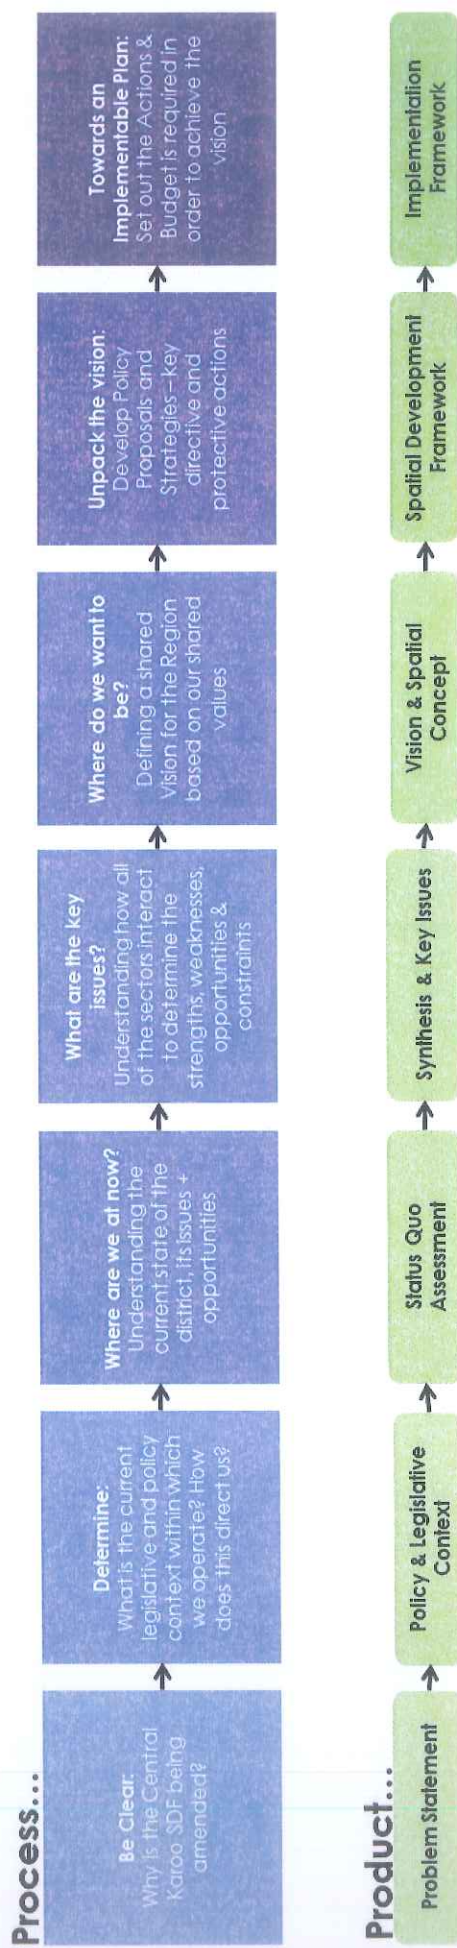 Process...
Be Clear:
Why is the Central
Karoo SDF being
amended?
Determine:
What is the current
legislative and policy
context within which
we operate? How
does this direct us?
Where are we at now?
Understanding the
current state of the
district, its issues +
opportunities
What are the key
issues?
Understanding how all
of the sectors interact
to determine the
strengths, weaknesses,
opportunities &
constraints
Where do we want to
be?
Defining a shared
Vision for the Region
based on our shared
values
Unpack the vision:
Develop Policy
Proposals and
Strategies – key
directive and
protective actions
Towards an
Implementable Plan:
Set out the Actions &
Budget is required in
order to achieve the
vision
Product...
Problem Statement
Policy & Legislative
Context
Status Quo
Assessment
Synthesis & Key Issues
Vision & Spatial
Concept
Spatial Development
Framework
Implementation
Framework